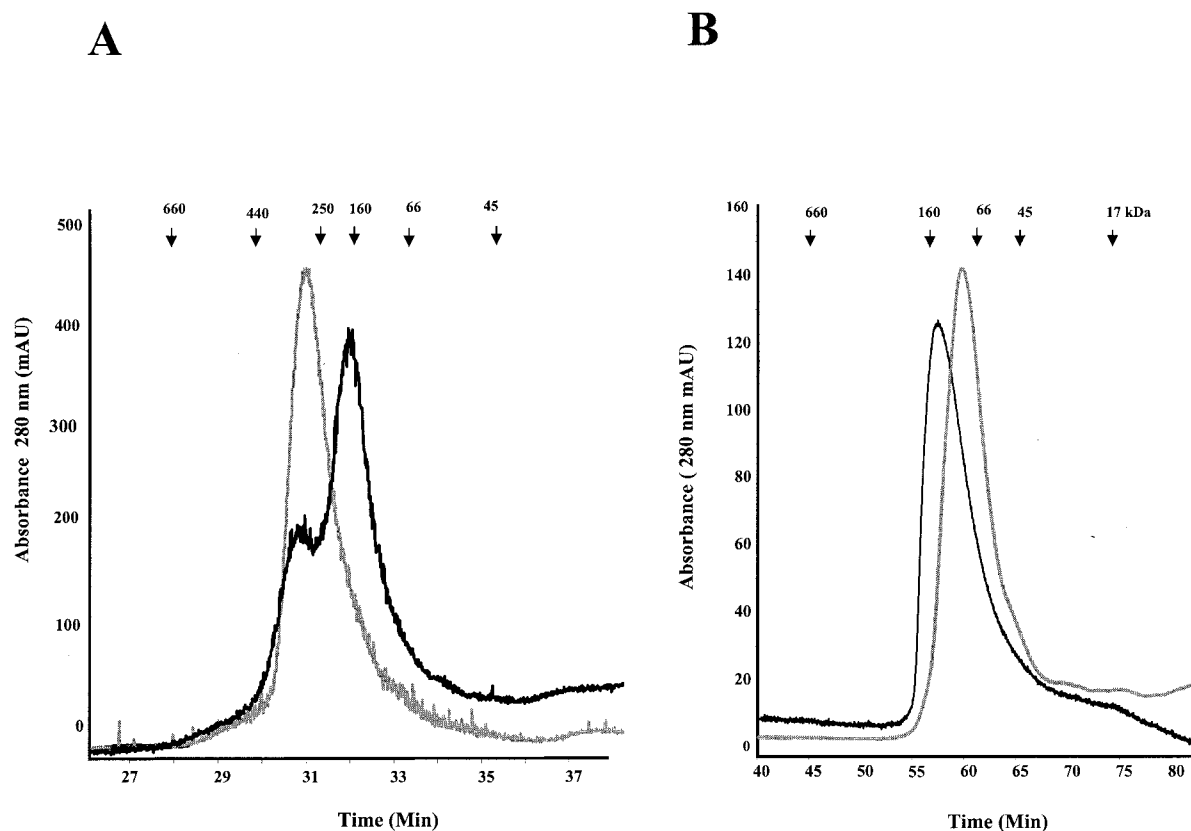 A
B
660 440 250 160 66 45
500
400
300
200
100
0
Absorbance 280 nm (mAU)
27 29 31 33 35 37
Time (Min)
660 160 66 45 17 kDa
160
140
120
100
80
60
40
20
0
Absorbance ( 280 nm mAU)
40 45 50 55 60 65 70 75 80
Time (Min)